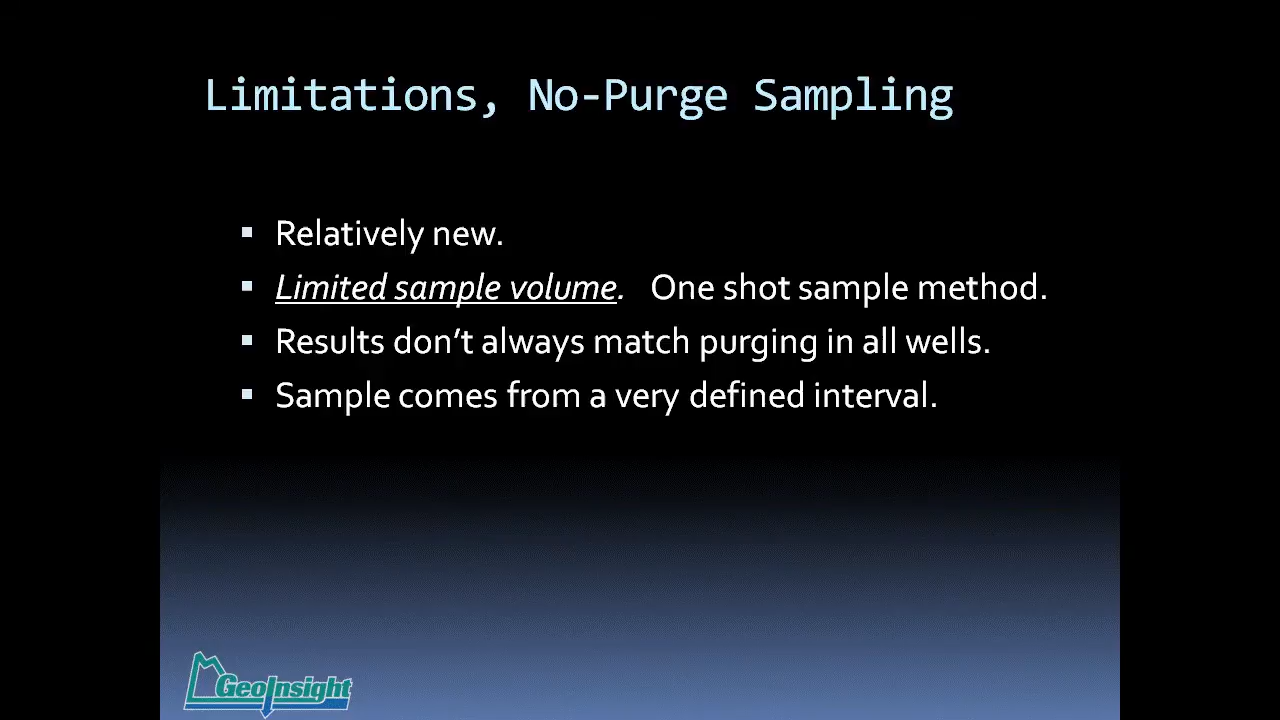 Limitations, No-Purge Sampling
Relatively new.
Limited sample volume. One shot sample method.
Results don’t always match purging in all wells.
Sample comes from a very defined interval.
GeoInsight